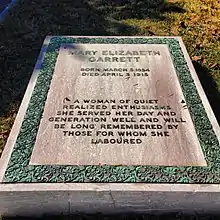 MARY ELIZABETH
GARRETT
BORN MARCH 5 1854
DIED APRIL 3 1915
A WOMAN OF QUIET
REALIZED ENTHUSIASMS
SHE SERVED HER DAY AND
GENERATION WELL AND WILL
BE LONG REMEMBERED BY
THOSE FOR WHOM SHE
LABOURED